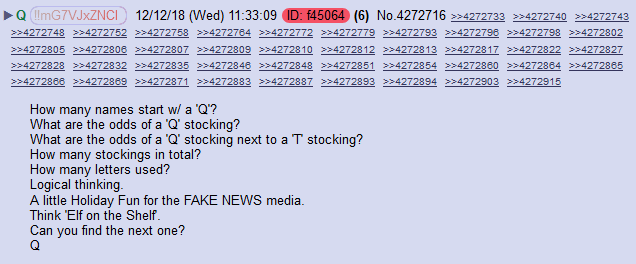 Q !!mG7VJxZNCI 12/12/18 (Wed) 11:33:09 ID: f45064 (6) No.4272716 >>4272733 >>4272740 >>4272743
>>4272748 >>4272752 >>4272758 >>4272764 >>4272772 >>4272779 >>4272793 >>4272796 >>4272798 >>4272802
>>4272805 >>4272806 >>4272807 >>4272809 >>4272810 >>4272812 >>4272813 >>4272817 >>4272822 >>4272827
>>4272828 >>4272832 >>4272835 >>4272846 >>4272848 >>4272851 >>4272854 >>4272860 >>4272864 >>4272865
>>4272866 >>4272869 >>4272871 >>4272883 >>4272887 >>4272893 >>4272894 >>4272903 >>4272915
How many names start w/ a 'Q'?
What are the odds of a 'Q' stocking?
What are the odds of a 'Q' stocking next to a 'T' stocking?
How many stockings in total?
How many letters used?
Logical thinking.
A little Holiday Fun for the FAKE NEWS media.
Think 'Elf on the Shelf'.
Can you find the next one?
Q